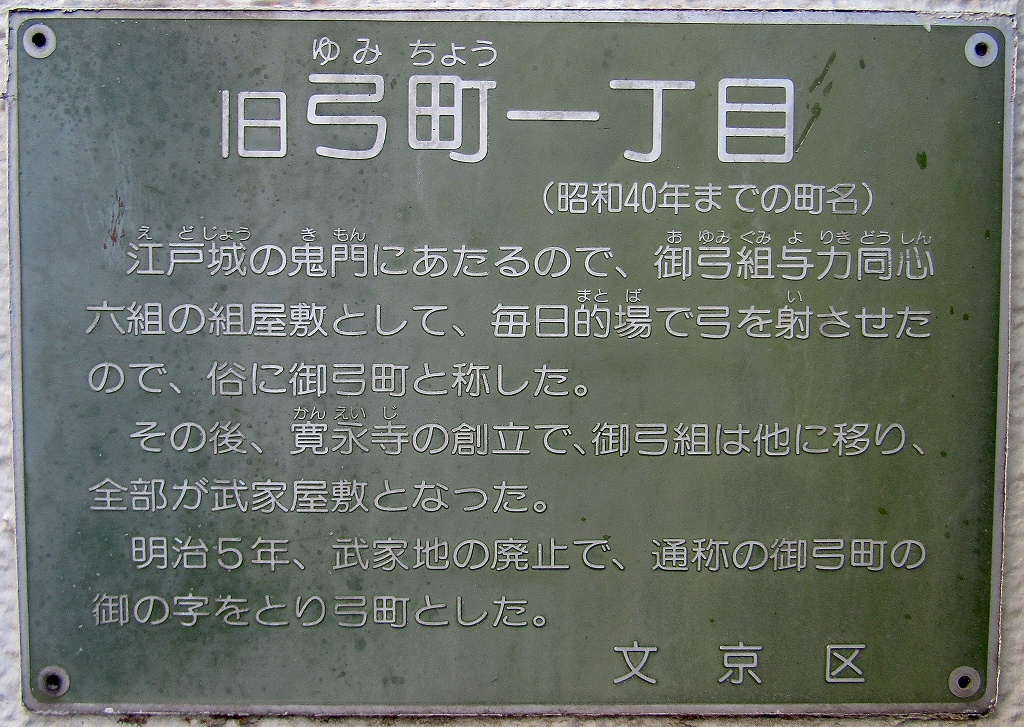 ゆみ ちょう
旧弓町一丁目
（昭和40年までの町名）
え ど じょう き もん お ゆみ ぐみ よ りき どう しん
江戸城の鬼門にあたるので、御弓組与力同心
まと ば い
六組の組屋敷として、毎日的場で弓を射させた
ので、俗に御弓町と称した。
かん えい じ
その後、寛永寺の創立で、御弓組は他に移り、
全部が武家屋敷となった。
明治5年、武家地の廃止で、通称の御弓町の
御の字をとり弓町とした。
文京区